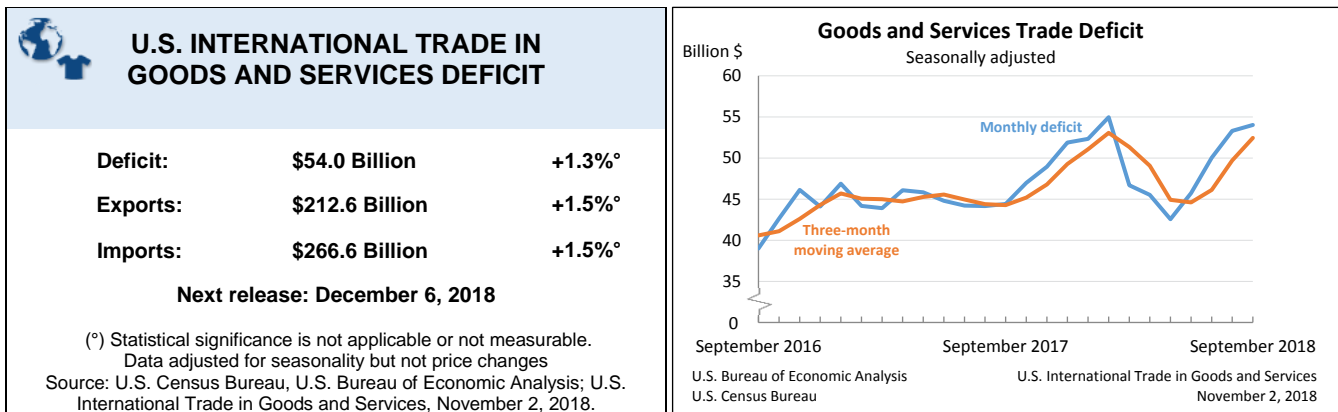 U.S. INTERNATIONAL TRADE IN
GOODS AND SERVICES DEFICIT
Deficit: $54.0 Billion +1.3%°
Exports: $212.6 Billion +1.5%°
Imports: $266.6 Billion +1.5%°
Next release: December 6, 2018
(°) Statistical significance is not applicable or not measurable.
Data adjusted for seasonality but not price changes
Source: U.S. Census Bureau, U.S. Bureau of Economic Analysis; U.S.
International Trade in Goods and Services, November 2, 2018.
Goods and Services Trade Deficit
Billion $
Seasonally adjusted
60
55
Monthly deficit
50
45
Three-month
moving average
40
35
0
September 2016 September 2017 September 2018
U.S. Bureau of Economic Analysis U.S. International Trade in Goods and Services
U.S. Census Bureau November 2, 2018